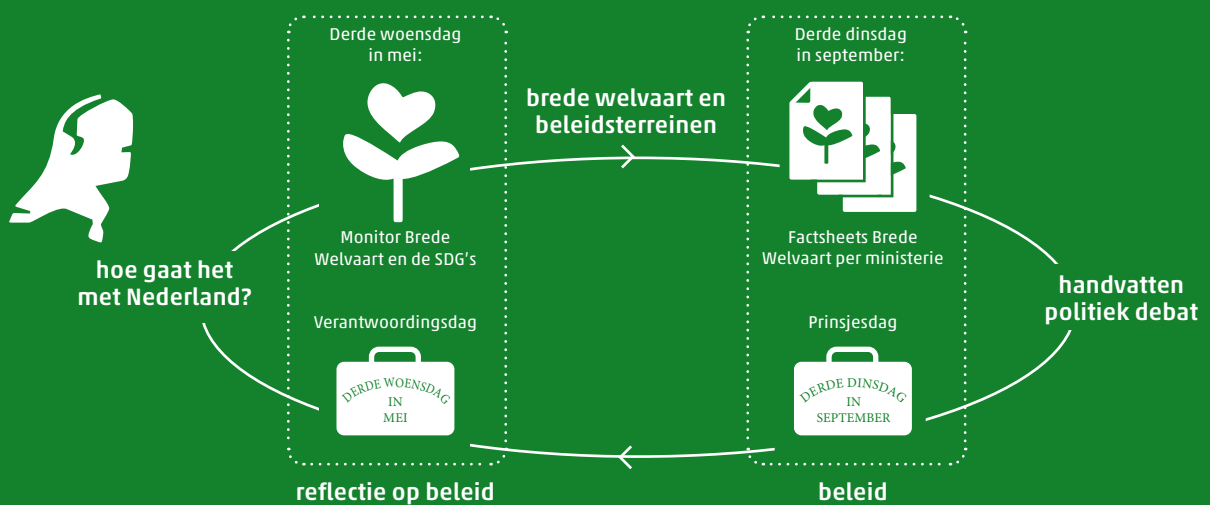 Derde woensdag
in mei:
Derde dinsdag
in september:
brede welvaart en
beleidsterreinen
Monitor Brede
Welvaart en de SDG's
Factsheets Brede
Welvaart per ministerie
hoe gaat het
met Nederland?
handvatten
politiek debat
Verantwoordingsdag
Prinsjesdag
DERDE WOENSDAG
IN
MEI
DERDE DINSDAG
IN
SEPTEMBER
reflectie op beleid
beleid